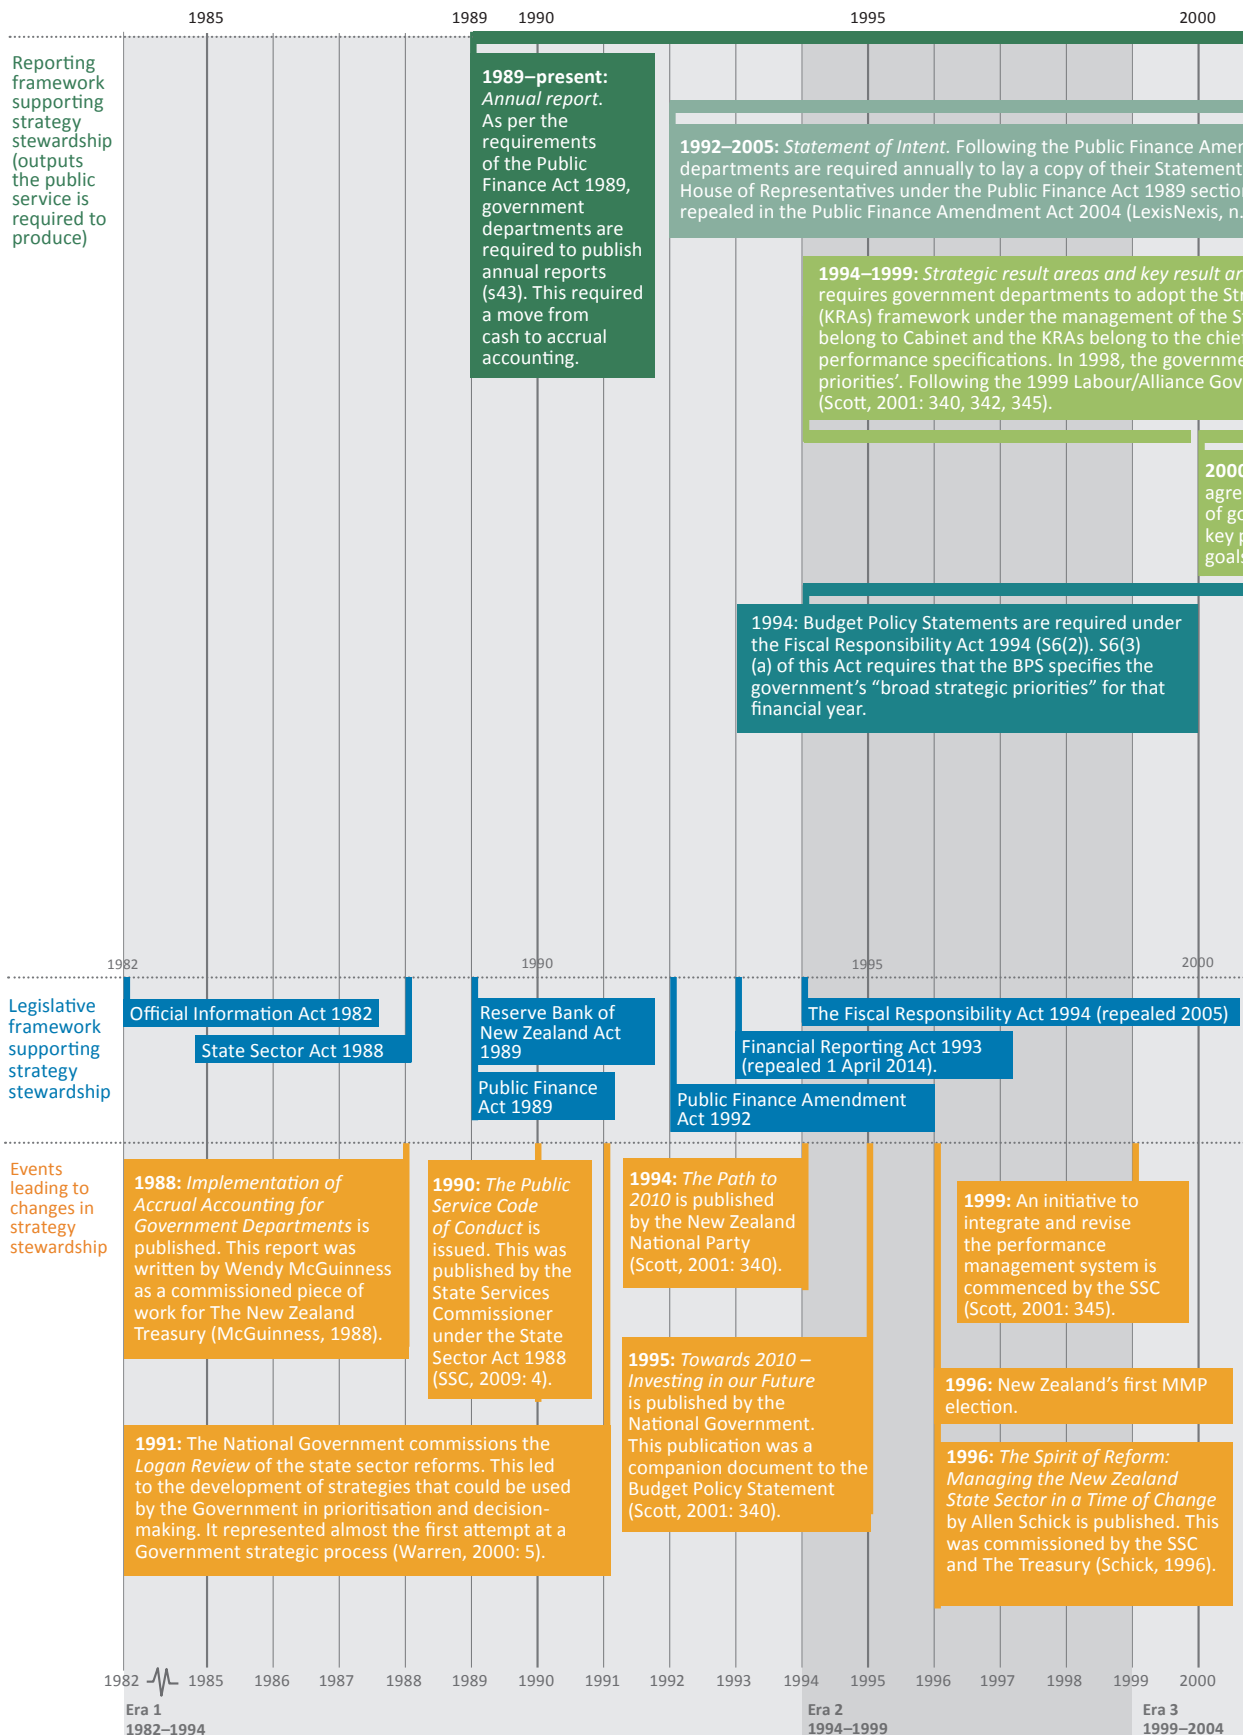 1985
1989
1990
1995
2000
Reporting
framework
supporting
strategy
stewardship
(outputs
the public
service is
required to
produce)
1989–present:
Annual report.
As per the
requirements
of the Public
Finance Act 1989,
government
departments are
required to publish
annual reports
(s43). This required
a move from
cash to accrual
accounting.
1992–2005: Statement of Intent. Following the Public Finance Amen
departments are required annually to lay a copy of their Statement
House of Representatives under the Public Finance Act 1989 section
repealed in the Public Finance Amendment Act 2004 (LexisNexis, n.
1994–1999: Strategic result areas and key result ar
requires government departments to adopt the Str
(KRAs) framework under the management of the S
belong to Cabinet and the KRAs belong to the chief
performance specifications. In 1998, the governme
priorities’. Following the 1999 Labour/Alliance Gov
(Scott, 2001: 340, 342, 345).
2000
agre
of go
key p
goals
1994: Budget Policy Statements are required under
the Fiscal Responsibility Act 1994 (S6(2)). S6(3)
(a) of this Act requires that the BPS specifies the
government’s “broad strategic priorities” for that
financial year.
1982
1990
1995
2000
Legislative
framework
supporting
strategy
stewardship
Official Information Act 1982
State Sector Act 1988
Reserve Bank of
New Zealand Act
1989
Public Finance
Act 1989
The Fiscal Responsibility Act 1994 (repealed 2005)
Financial Reporting Act 1993
(repealed 1 April 2014).
Public Finance Amendment
Act 1992
Events
leading to
changes in
strategy
stewardship
1988: Implementation of
Accrual Accounting for
Government Departments is
published. This report was
written by Wendy McGuinness
as a commissioned piece of
work for The New Zealand
Treasury (McGuinness, 1988).
1990: The Public
Service Code
of Conduct is
issued. This was
published by the
State Services
Commissioner
under the State
Sector Act 1988
(SSC, 2009: 4).
1991: The National Government commissions the
Logan Review of the state sector reforms. This led
to the development of strategies that could be used
by the Government in prioritisation and decision-
making. It represented almost the first attempt at a
Government strategic process (Warren, 2000: 5).
1994: The Path to
2010 is published
by the New Zealand
National Party
(Scott, 2001: 340).
1995: Towards 2010 –
Investing in our Future
is published by the
National Government.
This publication was a
companion document to the
Budget Policy Statement
(Scott, 2001: 340).
1999: An initiative to
integrate and revise
the performance
management system is
commenced by the SSC
(Scott, 2001: 345).
1996: New Zealand’s first MMP
election.
1996: The Spirit of Reform:
Managing the New Zealand
State Sector in a Time of Change
by Allen Schick is published. This
was commissioned by the SSC
and The Treasury (Schick, 1996).
1982
1985
1986
1987
1988
1989
1990
1991
1992
1993
1994
1995
1996
1997
1998
1999
2000
Era 1
1982–1994
Era 2
1994–1999
Era 3
1999–2004